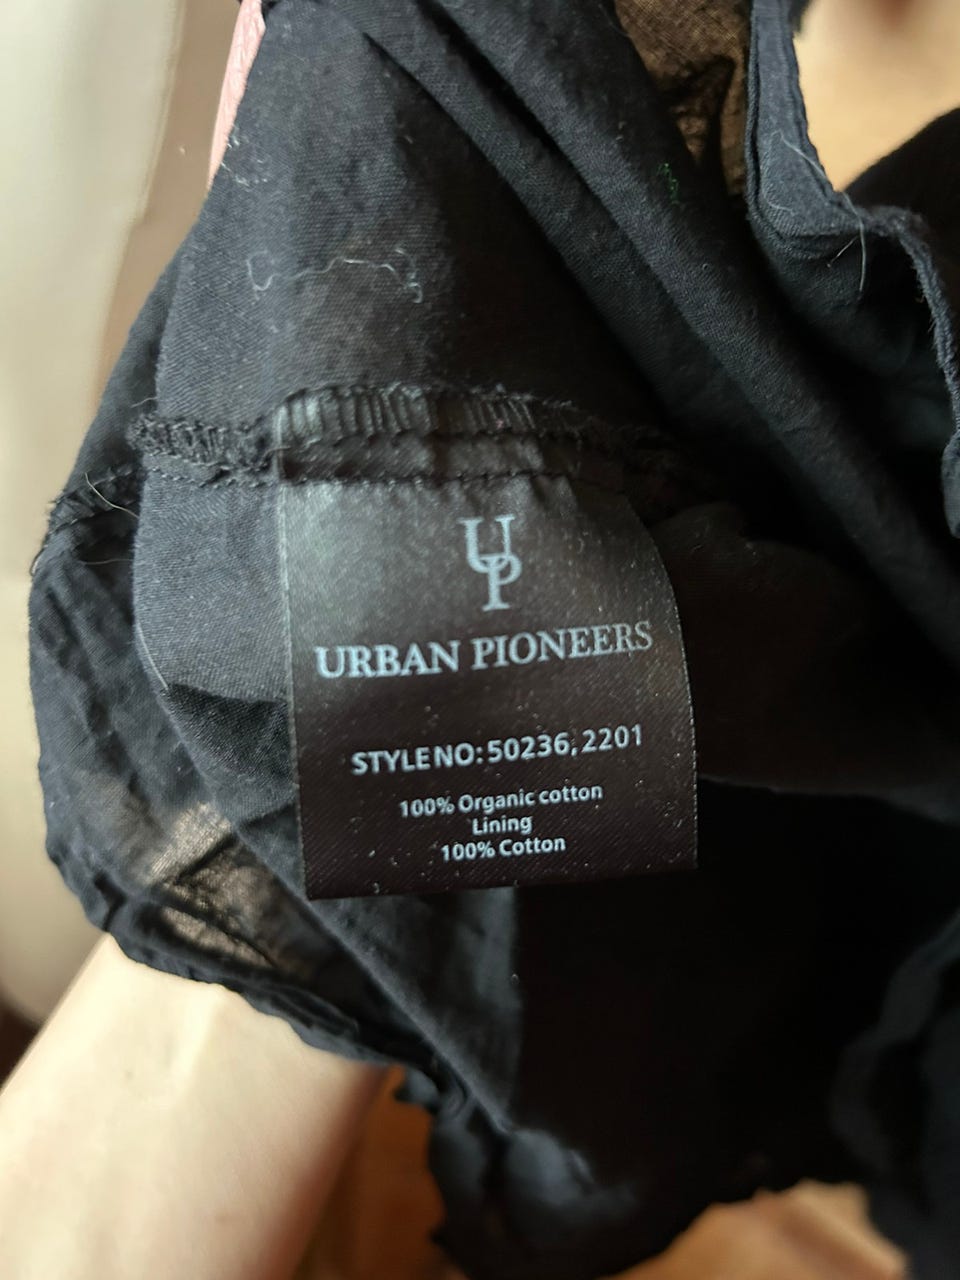 UP
URBAN PIONEERS
STYLE NO: 50236, 2201
100% Organic cotton
Lining
100% Cotton